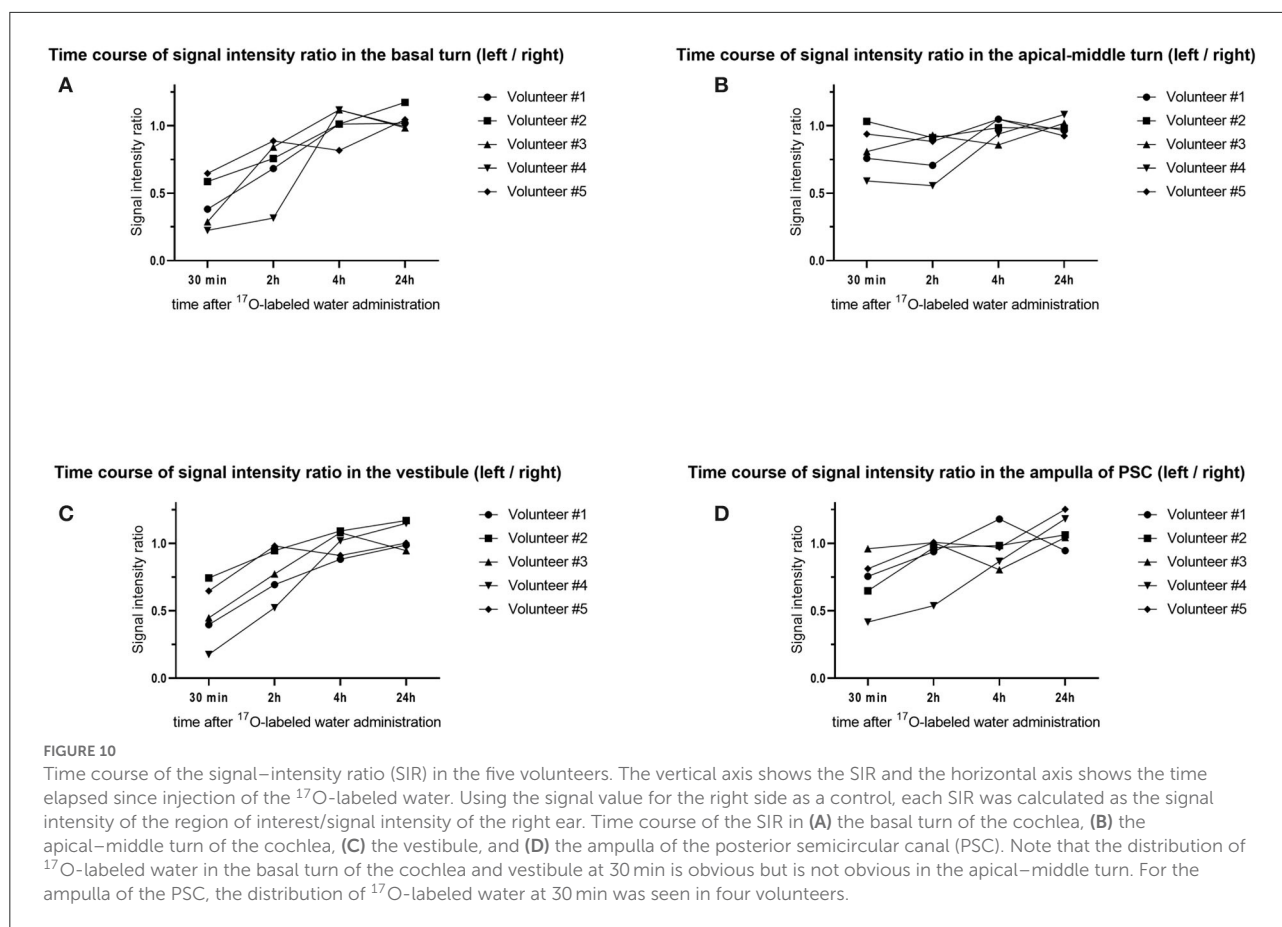 Time course of signal intensity ratio in the basal turn (left / right)
A
Signal intensity ratio
1.0
0.5
0.0
30 min 2h 4h 24h
time after ¹⁷O-labeled water administration
Volunteer #1
Volunteer #2
Volunteer #3
Volunteer #4
Volunteer #5
Time course of signal intensity ratio in the apical-middle turn (left / right)
B
Signal intensity ratio
1.0
0.5
0.0
30 min 2h 4h 24h
time after ¹⁷O-labeled water administration
Volunteer #1
Volunteer #2
Volunteer #3
Volunteer #4
Volunteer #5
Time course of signal intensity ratio in the vestibule (left / right)
C
Signal intensity ratio
1.0
0.5
0.0
30 min 2h 4h 24h
time after ¹⁷O-labeled water administration
Volunteer #1
Volunteer #2
Volunteer #3
Volunteer #4
Volunteer #5
Time course of signal intensity ratio in the ampulla of PSC (left / right)
D
Signal intensity ratio
1.0
0.5
0.0
30 min 2h 4h 24h
time after ¹⁷O-labeled water administration
Volunteer #1
Volunteer #2
Volunteer #3
Volunteer #4
Volunteer #5
FIGURE 10
Time course of the signal–intensity ratio (SIR) in the five volunteers. The vertical axis shows the SIR and the horizontal axis shows the time
elapsed since injection of the ¹⁷O-labeled water. Using the signal value for the right side as a control, each SIR was calculated as the signal
intensity of the region of interest/signal intensity of the right ear. Time course of the SIR in (A) the basal turn of the cochlea, (B) the
apical–middle turn of the cochlea, (C) the vestibule, and (D) the ampulla of the posterior semicircular canal (PSC). Note that the distribution of
¹⁷O-labeled water in the basal turn of the cochlea and vestibule at 30 min is obvious but is not obvious in the apical–middle turn. For the
ampulla of the PSC, the distribution of ¹⁷O-labeled water at 30 min was seen in four volunteers.